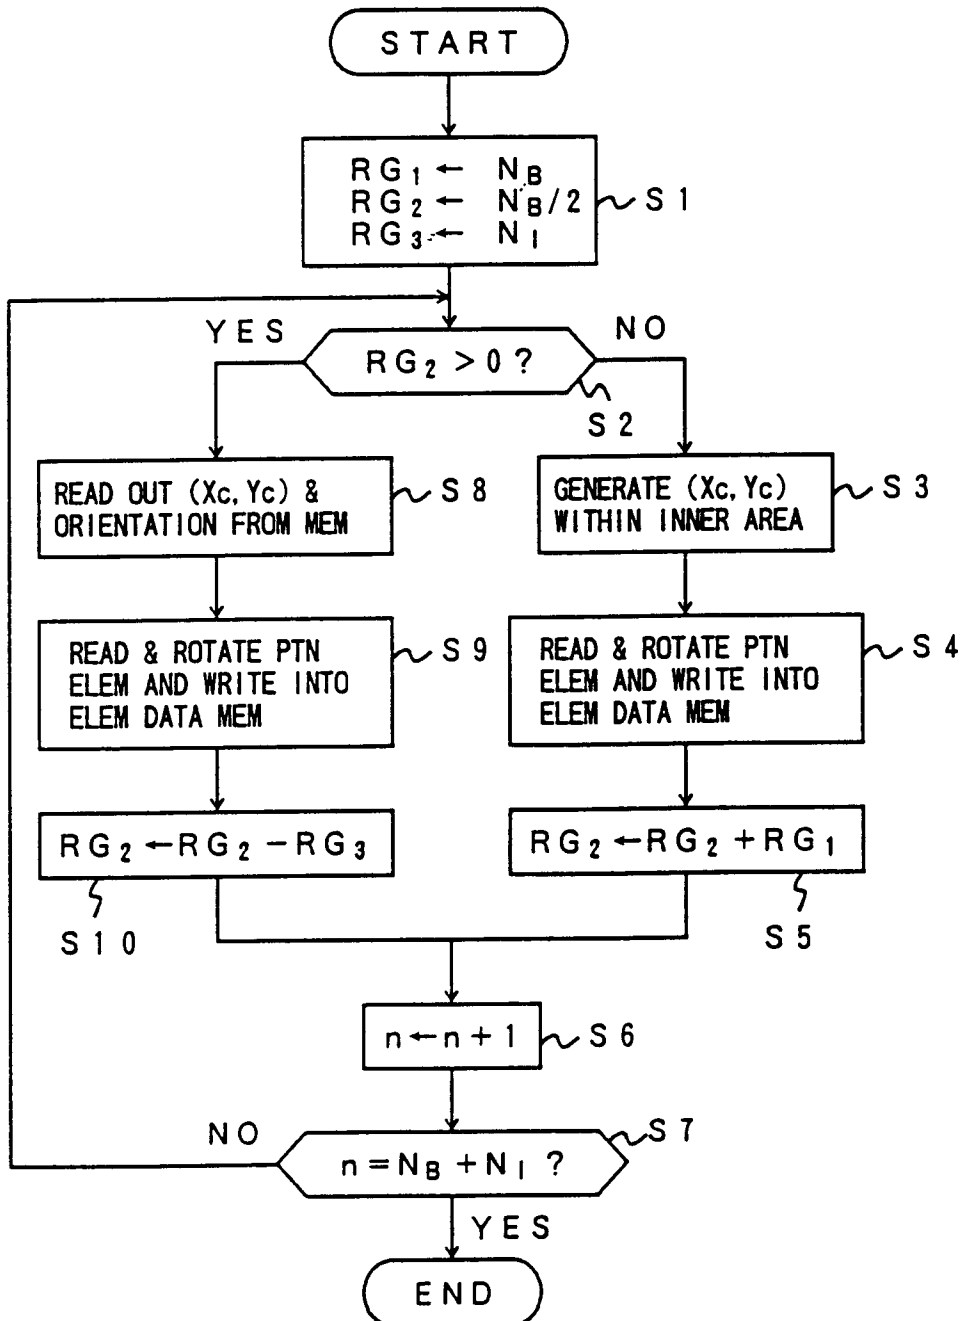 START
RG1 ← NB
RG2 ← NB/2
RG3 ← NI
S1
YES
NO
RG2 > 0 ?
S2
READ OUT (Xc, Yc) &
ORIENTATION FROM MEM
S8
GENERATE (Xc, Yc)
WITHIN INNER AREA
S3
READ & ROTATE PTN
ELEM AND WRITE INTO
ELEM DATA MEM
S9
READ & ROTATE PTN
ELEM AND WRITE INTO
ELEM DATA MEM
S4
RG2 ← RG2 - RG3
S10
RG2 ← RG2 + RG1
S5
n ← n + 1
S6
NO
n = NB + NI ?
S7
YES
END